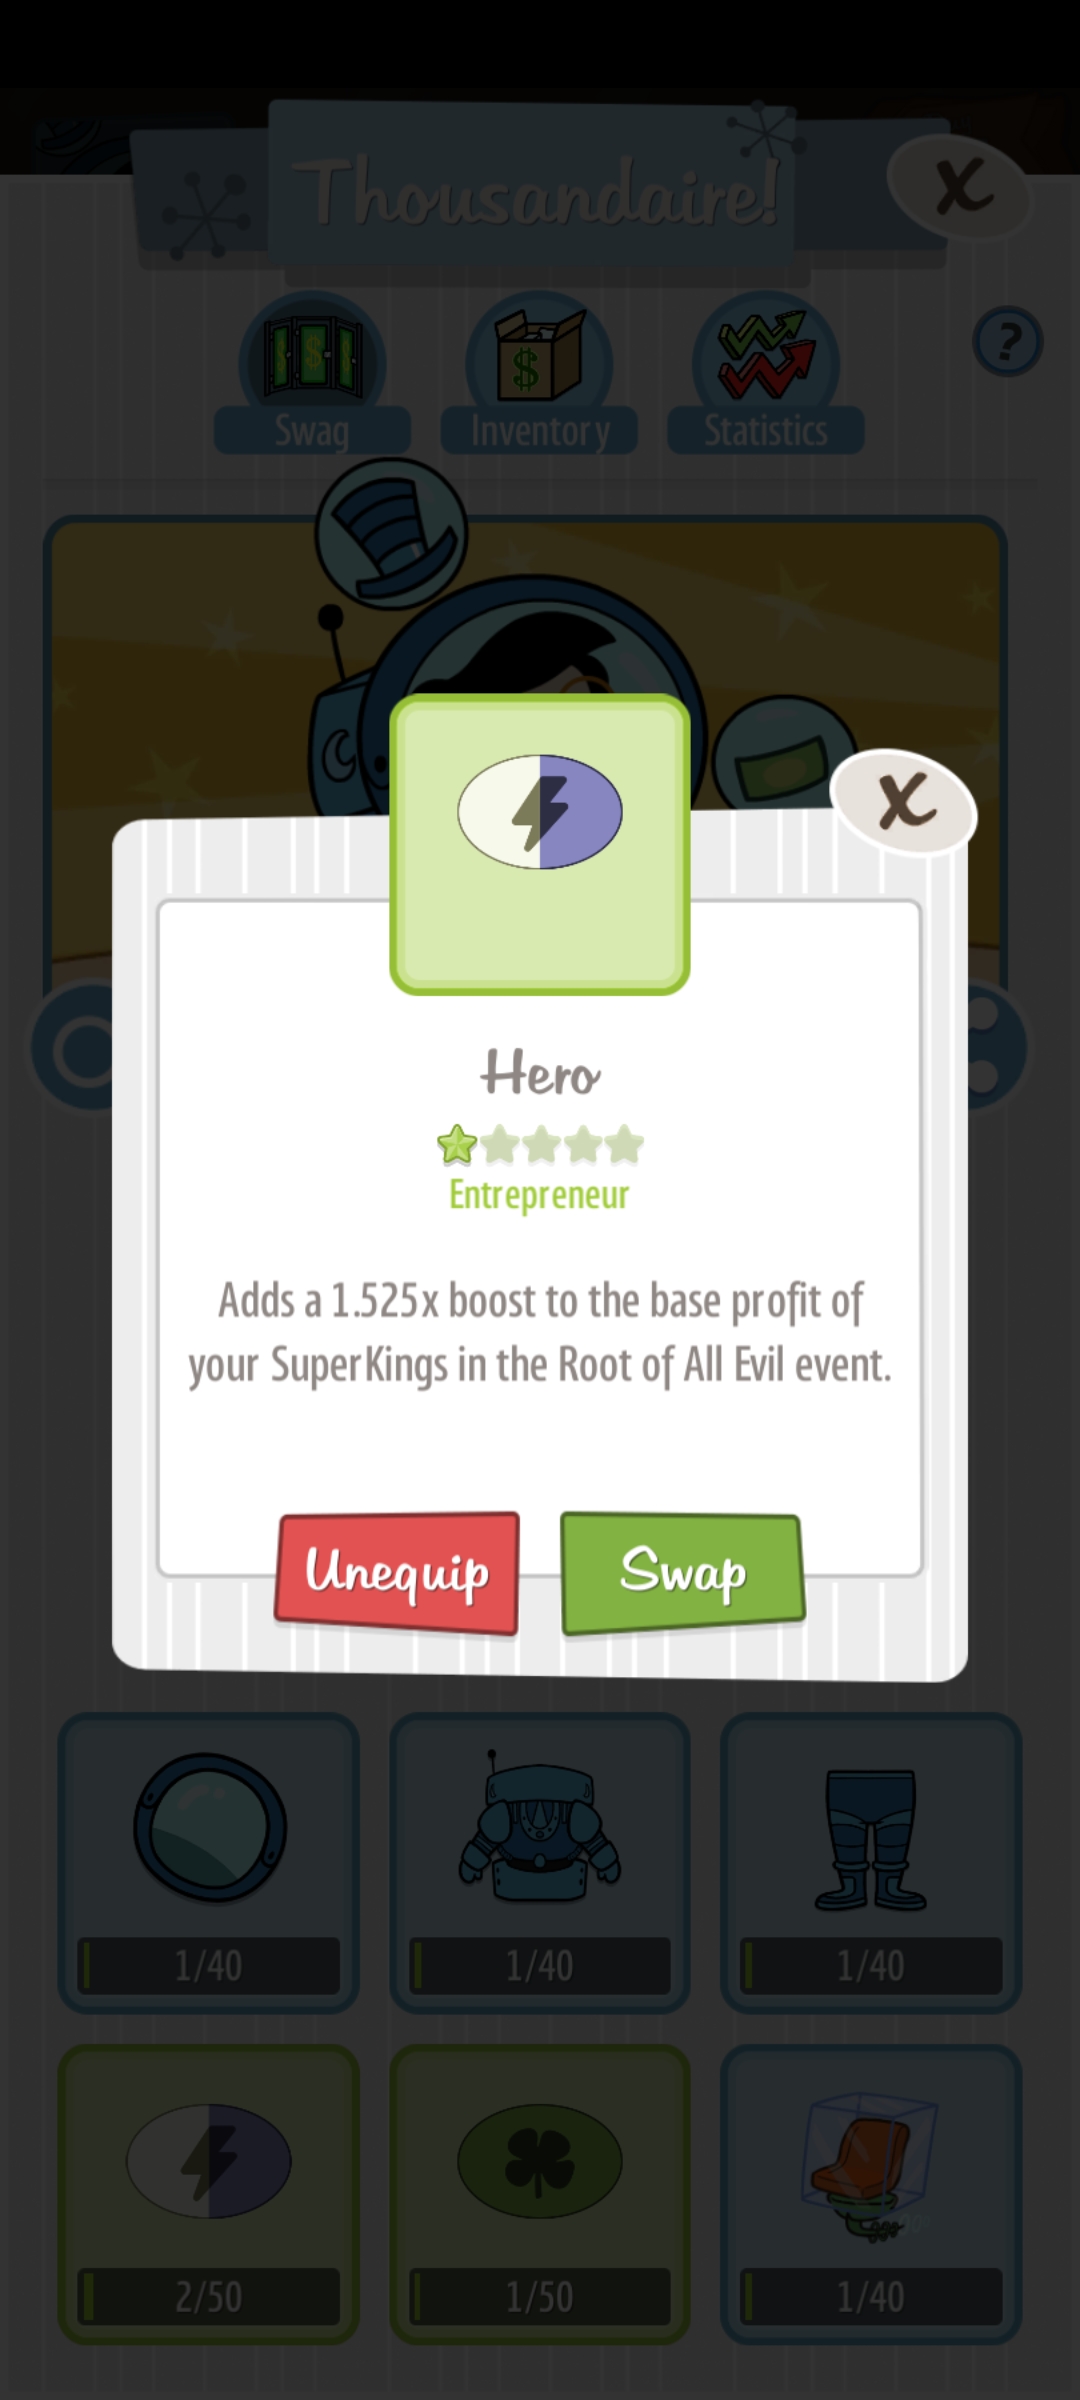 Thousandaire!
X
?
Swag
Inventory
Statistics
X
Hero
Entrepreneur
Adds a 1.525x boost to the base profit of
your SuperKings in the Root of All Evil event.
Unequip
Swap
1/40
1/40
1/40
2/50
1/50
1/40